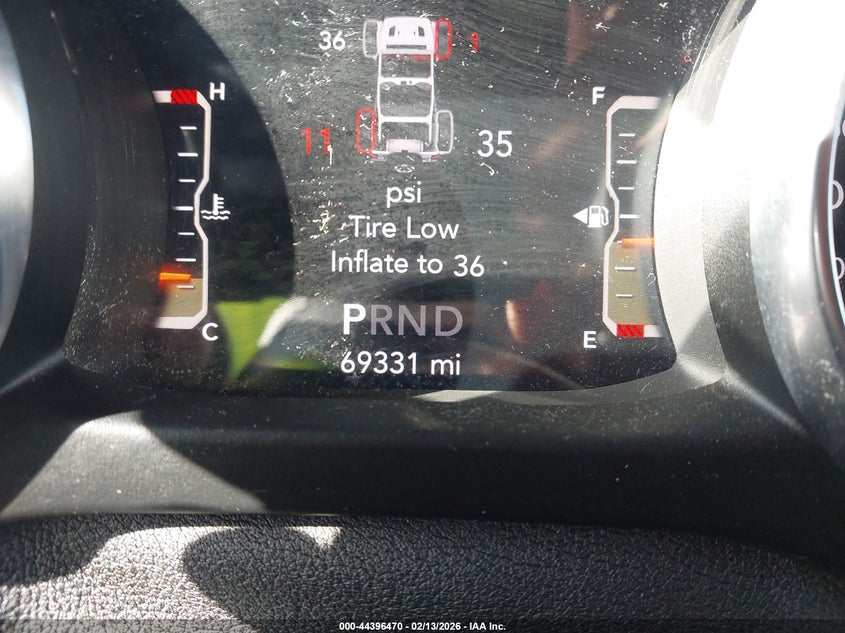 36 1
H F
11 35
psi
Tire Low
Inflate to 36
PRND
C E
69331 mi
000-44396470 - 02/13/2026 - IAA Inc.